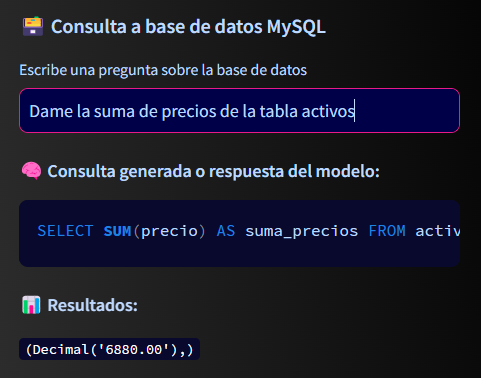 Consulta a base de datos MySQL
Escribe una pregunta sobre la base de datos
Dame la suma de precios de la tabla activos
Consulta generada o respuesta del modelo:
SELECT SUM(precio) AS suma_precios FROM activ
Resultados:
(Decimal('6880.00'),)